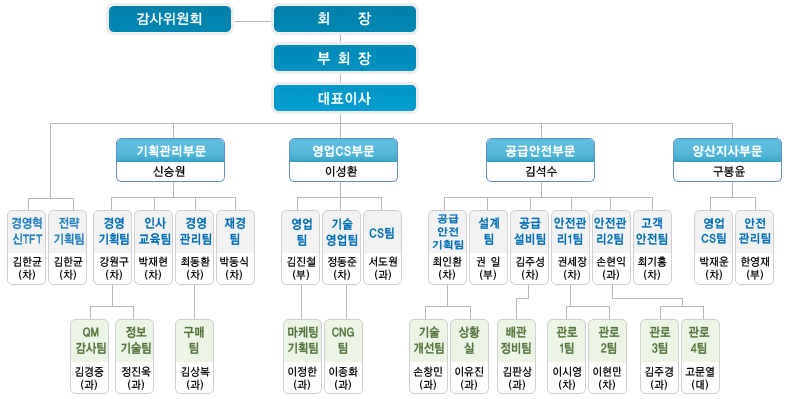 감사위원회
회 장
부 회 장
대표이사
기획관리부문
신승원
영업CS부문
이성환
공급안전부문
김석수
양산지사부문
구봉윤
경영혁
신TFT
김한균
(차)
전략
기획팀
김한균
(차)
경영
기획팀
강원구
(차)
인사
교육팀
박재현
(차)
경영
관리팀
최동환
(차)
재경
팀
박동식
(차)
영업
팀
김진철
(부)
기술
영업팀
정동준
(차)
CS팀
서도원
(과)
공급
안전
기획팀
최인환
(차)
설계
팀
권 일
(부)
공급
설비팀
김주성
(차)
안전관
리1팀
권세장
(차)
안전관
리2팀
손현익
(과)
고객
안전팀
최기홍
(차)
영업
CS팀
박재운
(차)
안전
관리팀
한영재
(부)
QM
감사팀
김경중
(과)
정보
기술팀
정진욱
(과)
구매
팀
김상복
(과)
마케팅
기획팀
이정한
(과)
CNG
팀
이종화
(과)
기술
개선팀
손창민
(과)
상황
실
이유진
(과)
배관
정비팀
김판상
(과)
관로
1팀
이시영
(차)
관로
2팀
이현만
(차)
관로
3팀
김주경
(과)
관로
4팀
고문열
(대)